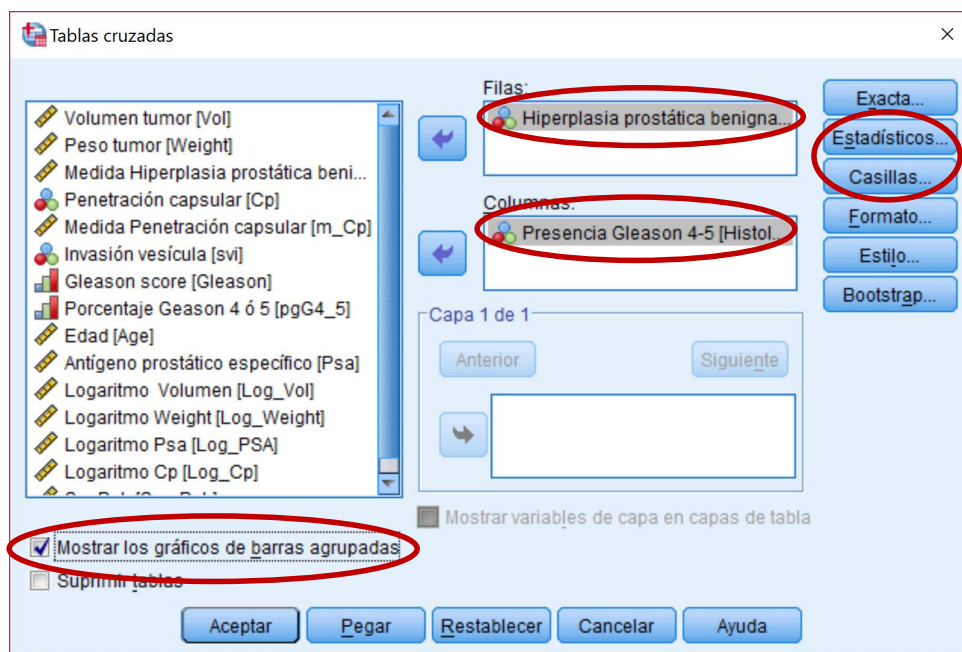 Tablas cruzadas
Volumen tumor [Vol]
Peso tumor [Weight]
Medida Hiperplasia prostática beni...
Penetración capsular [Cp]
Medida Penetración capsular [m_Cp]
Invasión vesícula [svi]
Gleason score [Gleason]
Porcentaje Geason 4 ó 5 [pgG4_5]
Edad [Age]
Antígeno prostático específico [Psa]
Logaritmo Volumen [Log_Vol]
Logaritmo Weight [Log_Weight]
Logaritmo Psa [Log_PSA]
Logaritmo Cp [Log_Cp]
Filas:
Hiperplasia prostática benigna...
Columnas:
Presencia Gleason 4-5 [Histol...
Capa 1 de 1
Anterior
Siguiente
Mostrar variables de capa en capas de tabla
Exacta...
Estadísticos...
Casillas...
Formato...
Estilo...
Bootstrap...
Mostrar los gráficos de barras agrupadas
Suprimir tablas
Aceptar
Pegar
Restablecer
Cancelar
Ayuda